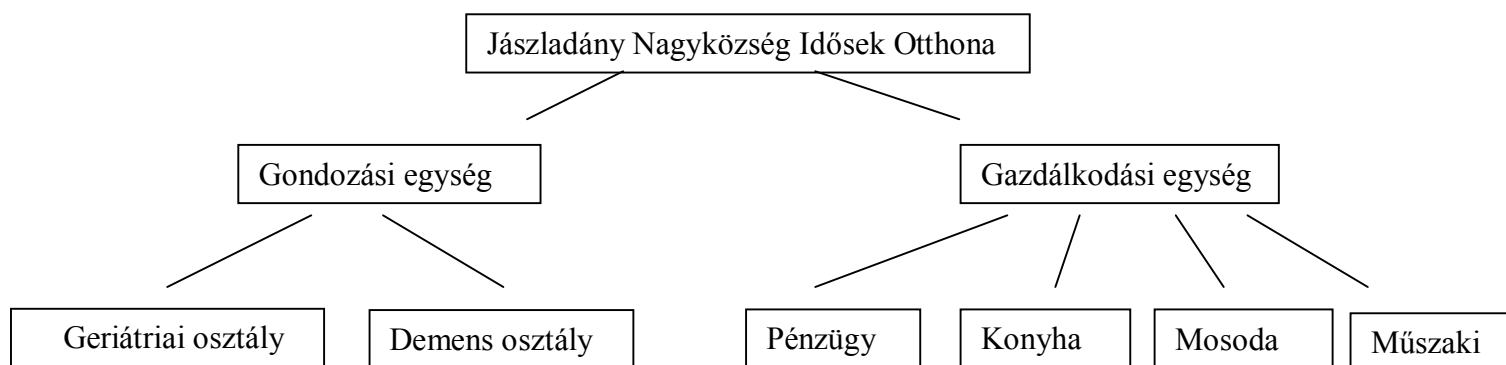 Jászladány Nagyközség Idősek Otthona
Gondozási egység
Gazdálkodási egység
Geriátriai osztály
Demens osztály
Pénzügy
Konyha
Mosoda
Műszaki